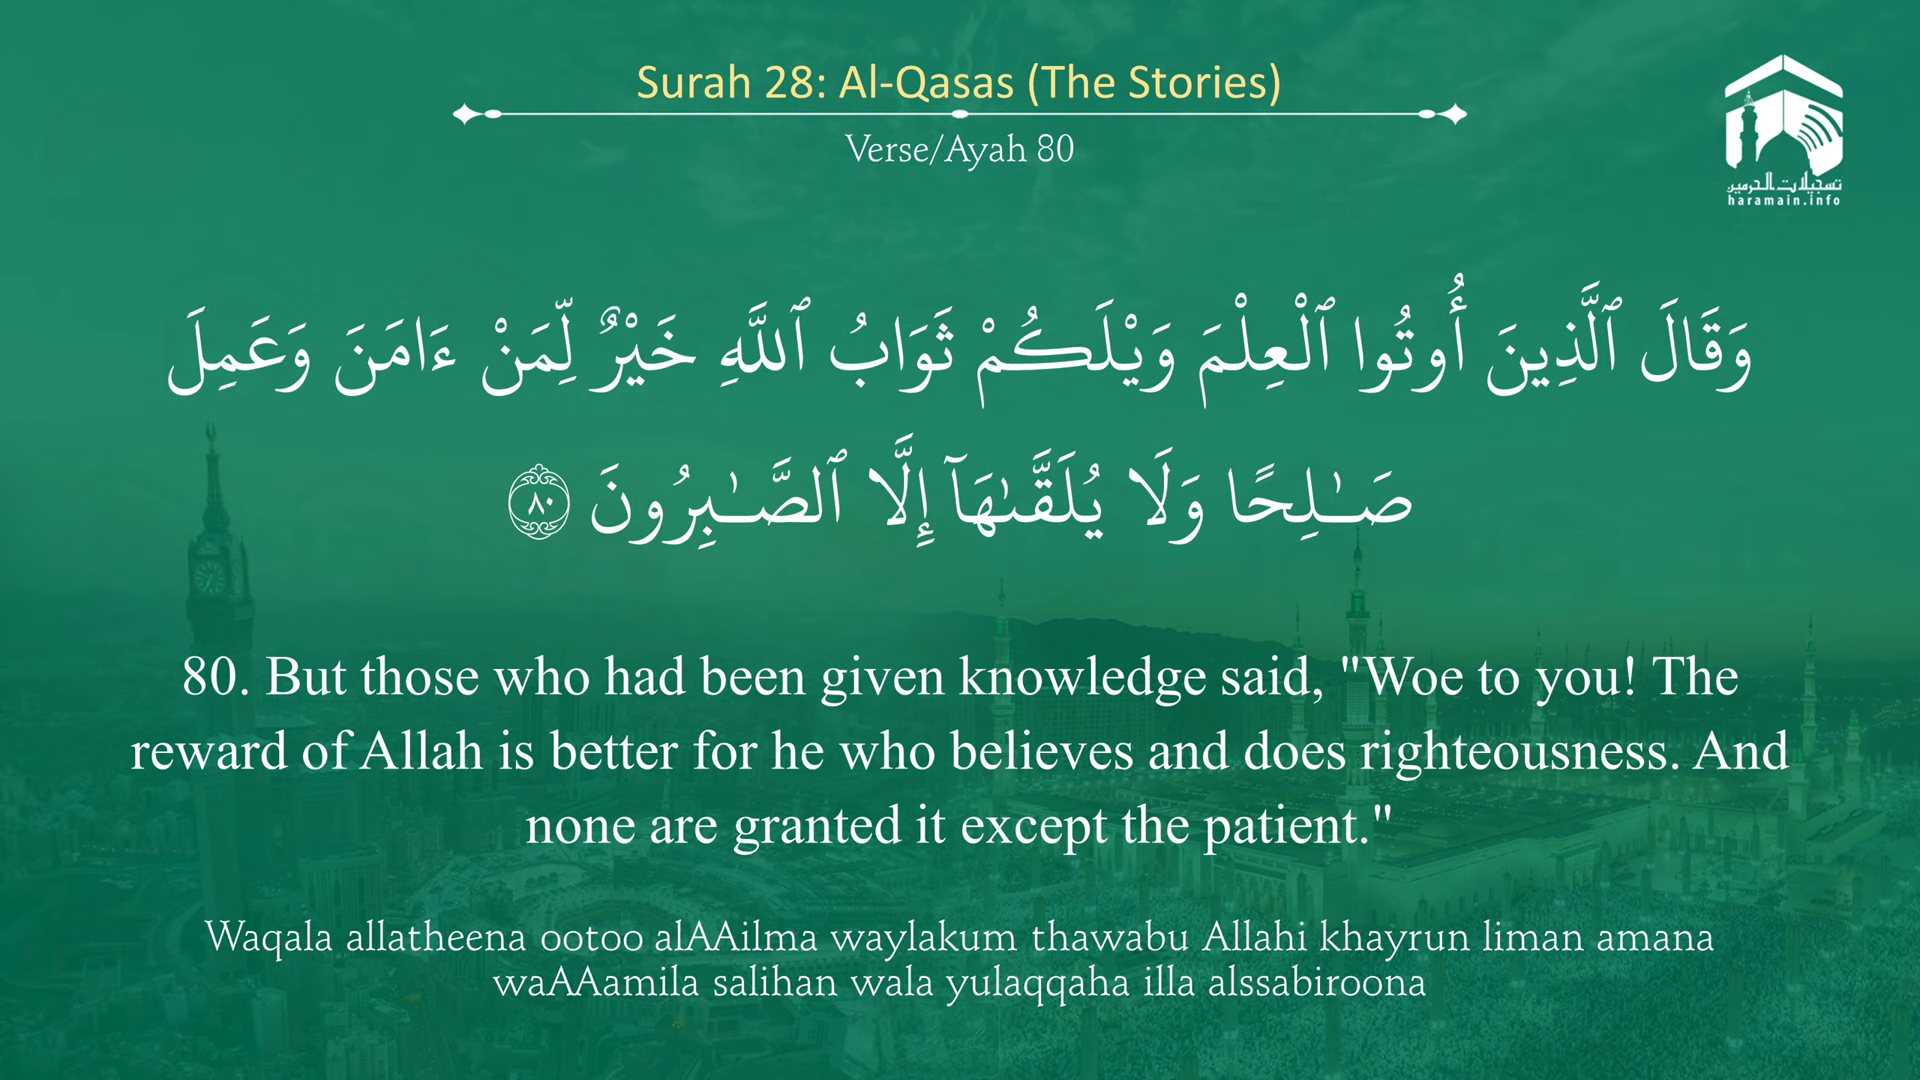 Surah 28: Al-Qasas (The Stories)
Verse/Ayah 80
تسجيلات الحرمين
haramain.info
وَقَالَ ٱلَّذِينَ أُوتُوا ٱلْعِلْمَ وَيْلَكُمْ ثَوَابُ ٱللَّهِ خَيْرٌ لِّمَنْ ءَامَنَ وَعَمِلَ
صَـٰلِحًا وَلَا يُلَقَّىٰهَآ إِلَّا ٱلصَّـٰبِرُونَ ٨٠
80. But those who had been given knowledge said, "Woe to you! The
reward of Allah is better for he who believes and does righteousness. And
none are granted it except the patient."
Waqala allatheena ootoo alAAilma waylakum thawabu Allahi khayrun liman amana
waAAamila salihan wala yulaqqaha illa alssabiroona